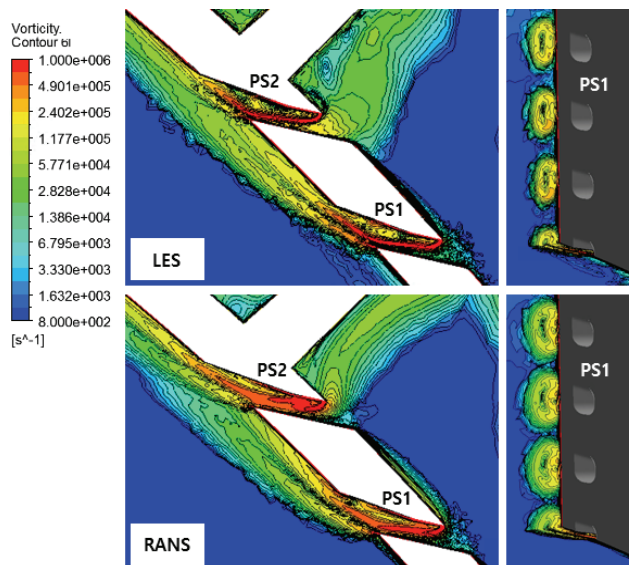 Vorticity.
Contour 6l
1.000e+006
4.901e+005
2.402e+005
1.177e+005
5.771e+004
2.828e+004
1.386e+004
6.795e+003
3.330e+003
1.632e+003
8.000e+002
[s^-1]
PS2
PS1
LES
PS1
PS2
PS1
RANS
PS1